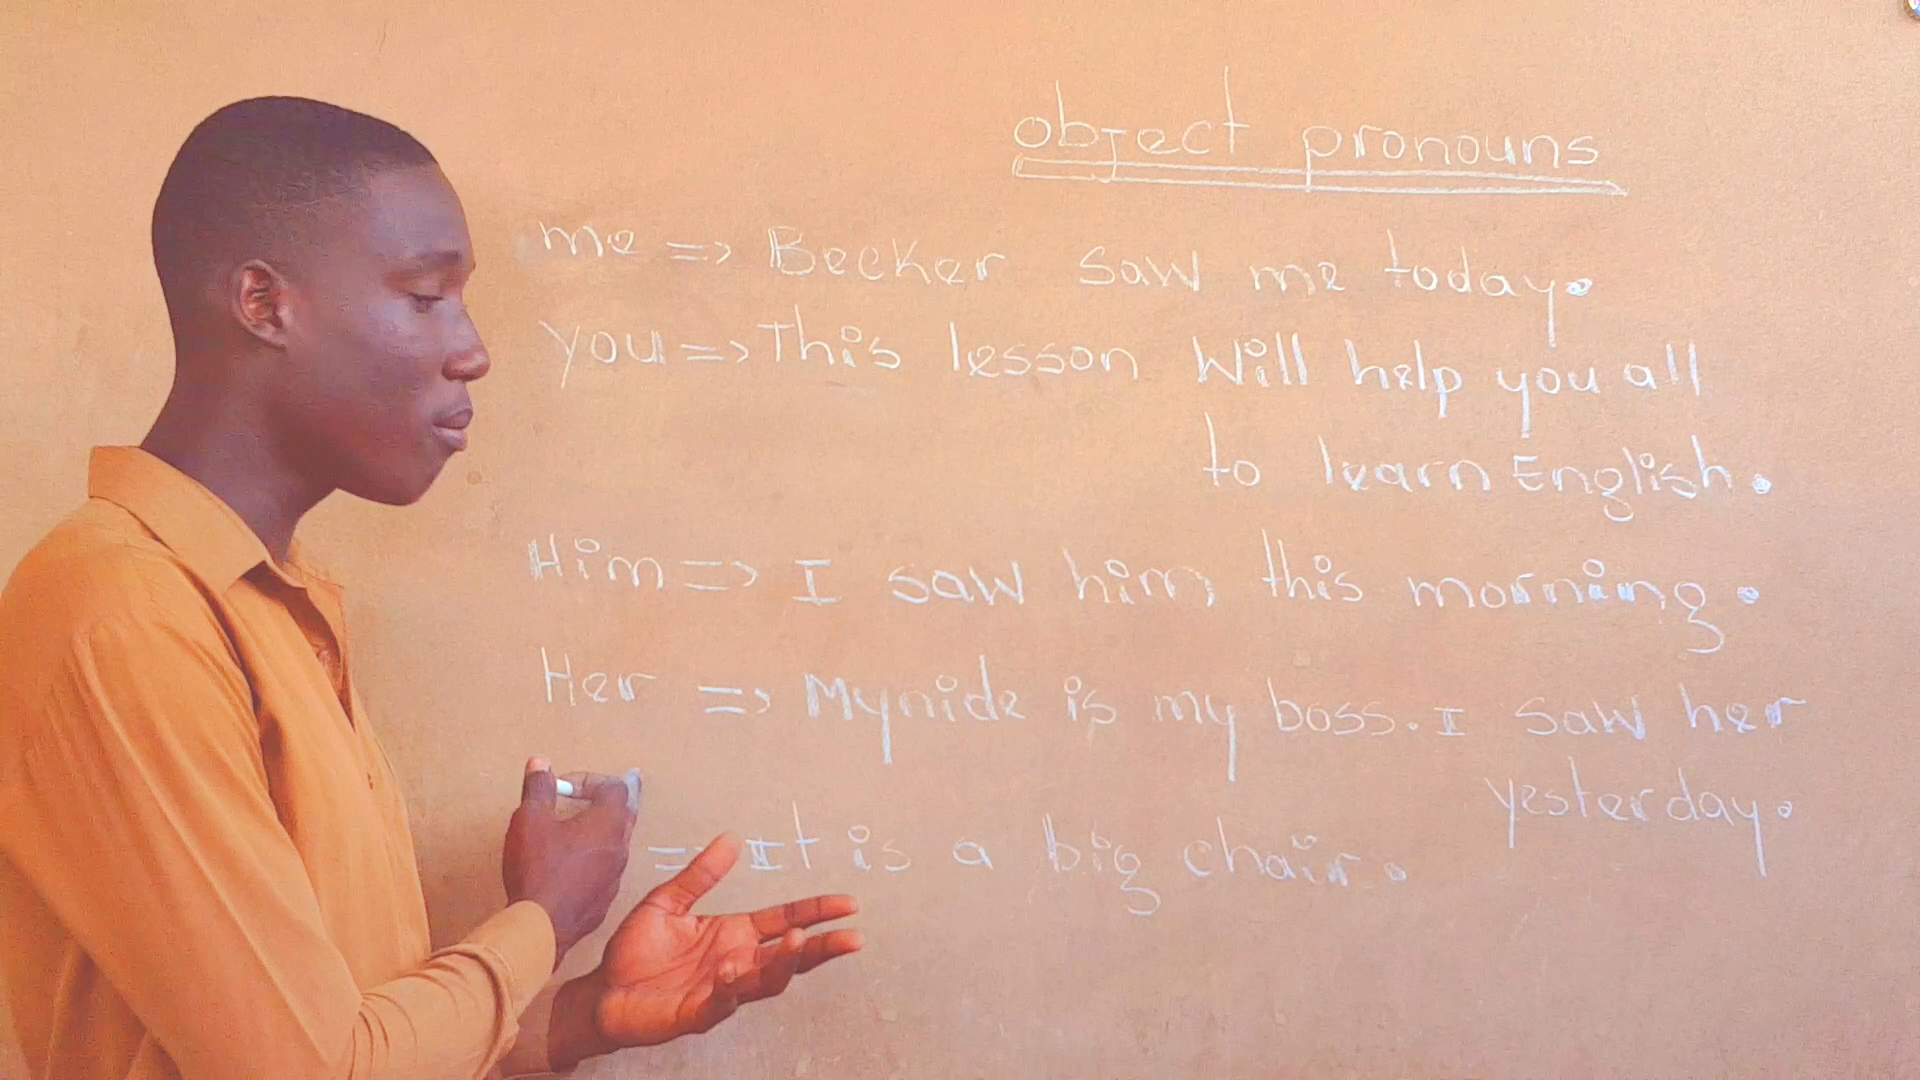 object pronouns
me => Becker saw me today.
you => This lesson Will help you all
to learn English.
Him => I saw him this morning.
Her => Mynide is my boss. I saw her
yesterday.
=> It is a big chair.